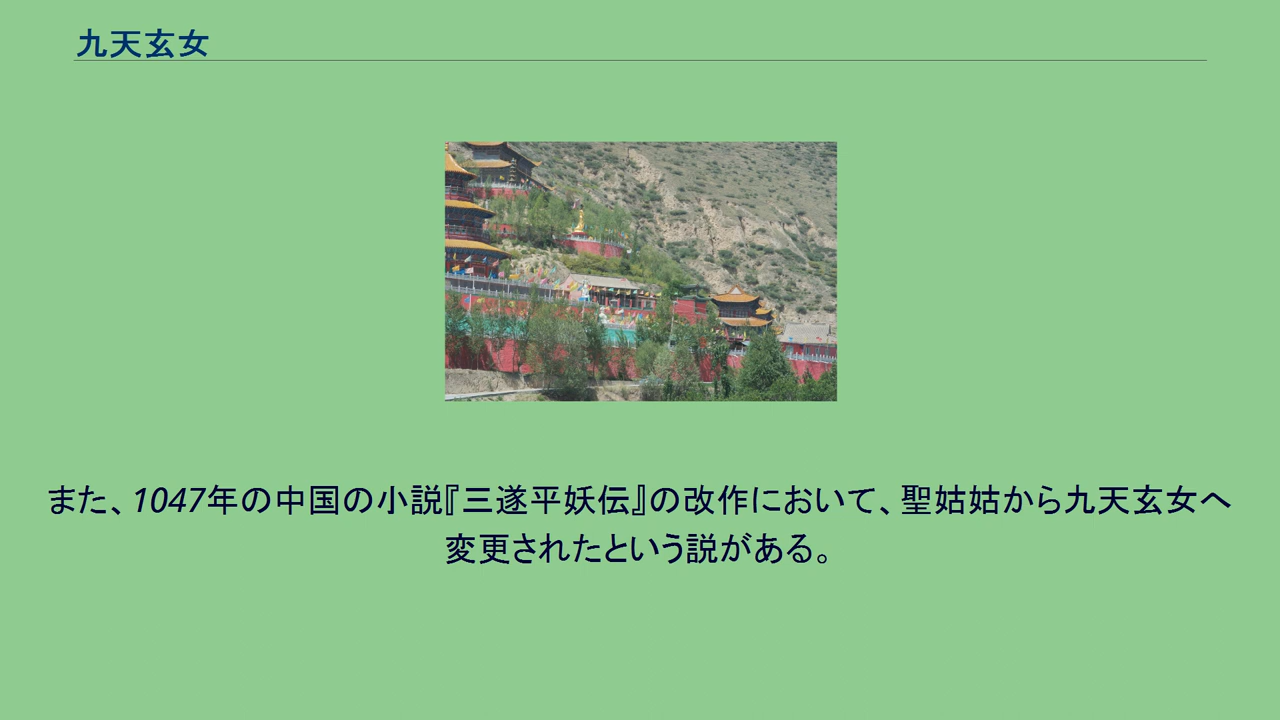 九天玄女
また、1047年の中国の小説『三遂平妖伝』の改作において、聖姑姑から九天玄女へ
変更されたという説がある。